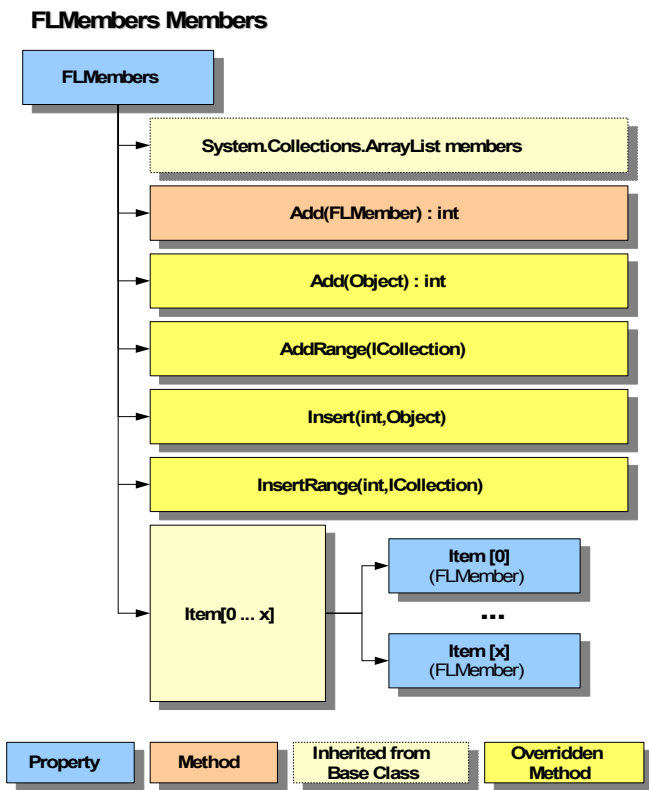 FLMembers Members
FLMembers
System.Collections.ArrayList members
Add(FLMember) : int
Add(Object) : int
AddRange(ICollection)
Insert(int,Object)
InsertRange(int,ICollection)
Item[0 ... x]
Item [0]
(FLMember)
...
Item [x]
(FLMember)
Property
Method
Inherited from
Base Class
Overridden
Method